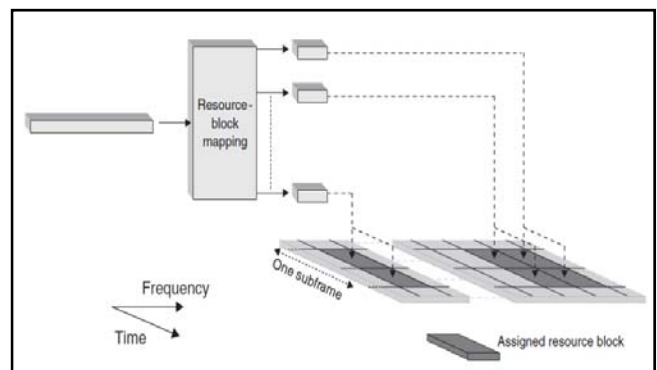 Resource-
block
mapping
One subframe
Frequency
Time
Assigned resource block